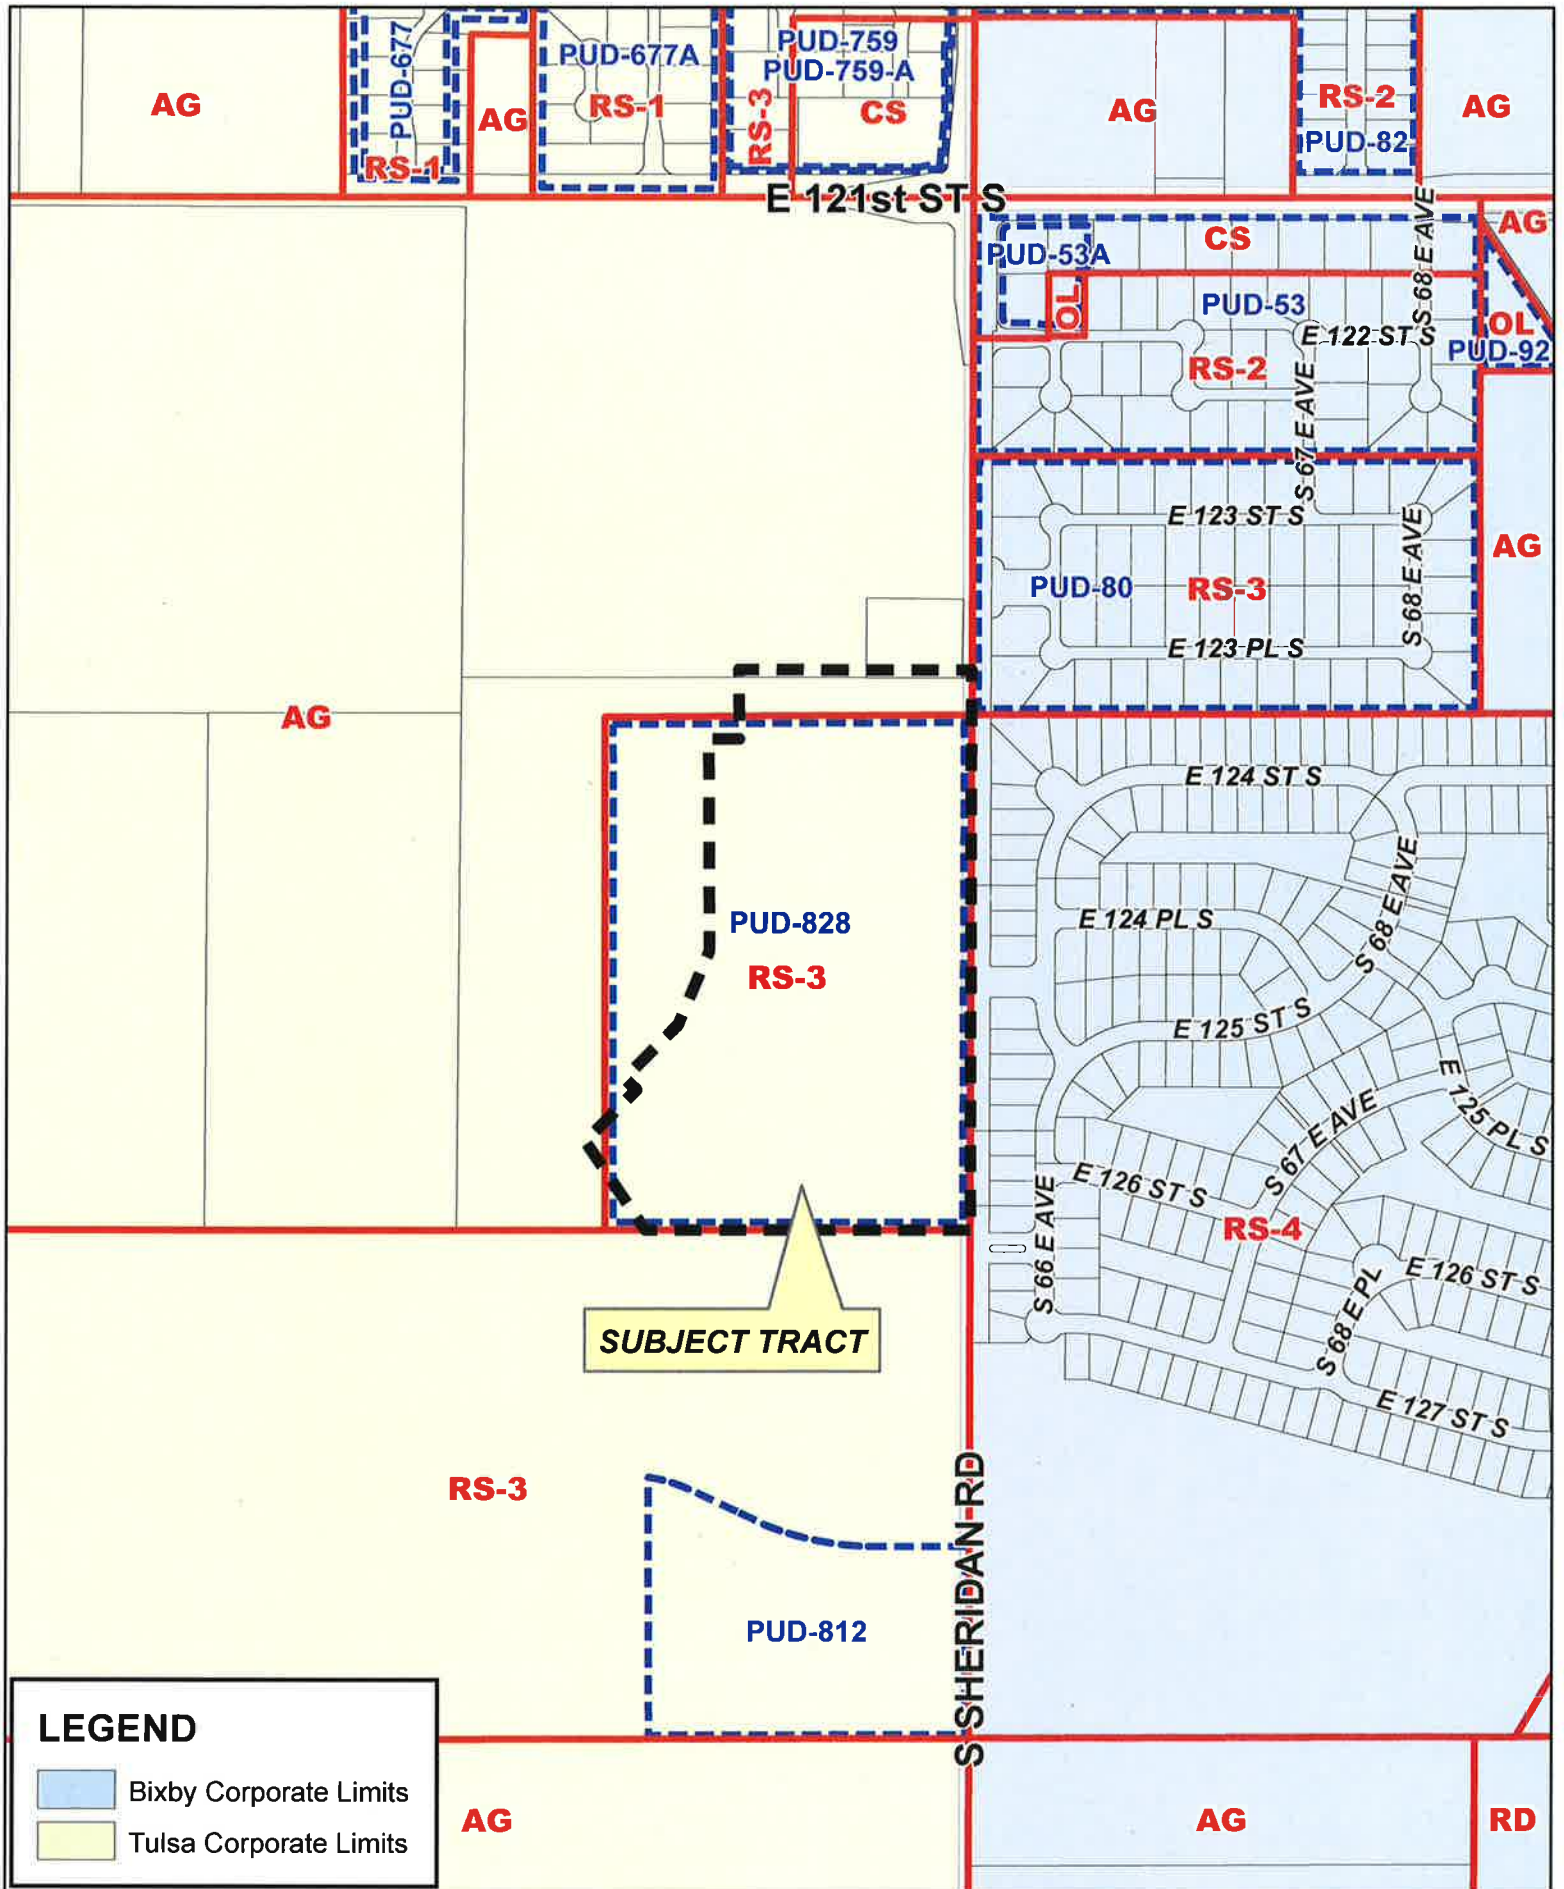 AG
PUD-677
RS-1
AG
PUD-677A
RS-1
RS-3
PUD-759
PUD-759-A
CS
AG
RS-2
PUD-82
AG
E 121st ST S
PUD-53A
CS
S 68 E AVE
AG
OL
PUD-53
E 122 ST S
OL
PUD-92
RS-2
S 67 E AVE
E 123 ST S
S 68 E AVE
AG
PUD-80
RS-3
E 123 PL S
AG
E 124 ST S
S 68 E AVE
PUD-828
RS-3
E 124 PL S
E 125 ST S
E 125 PL S
S 67 E AVE
E 126 ST S
S 66 E AVE
RS-4
E 126 ST S
S 68 E PL
SUBJECT TRACT
E 127 ST S
RS-3
S SHERIDAN RD
PUD-812
LEGEND
Bixby Corporate Limits
Tulsa Corporate Limits
AG
AG
RD